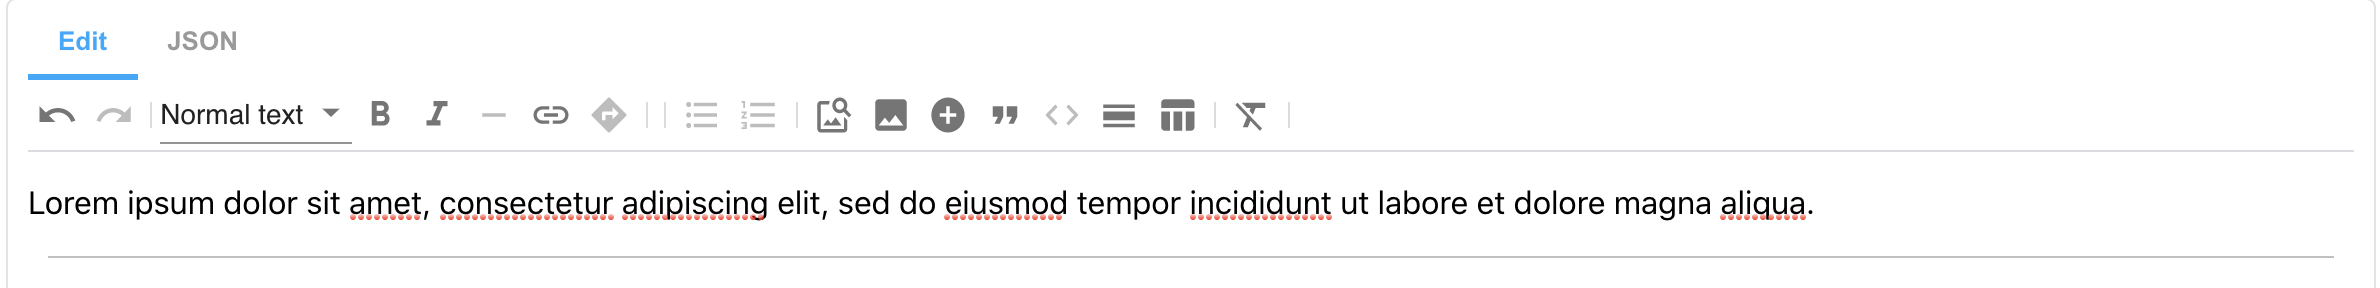 Edit JSON
Normal text
Lorem ipsum dolor sit amet, consectetur adipiscing elit, sed do eiusmod tempor incididunt ut labore et dolore magna aliqua.